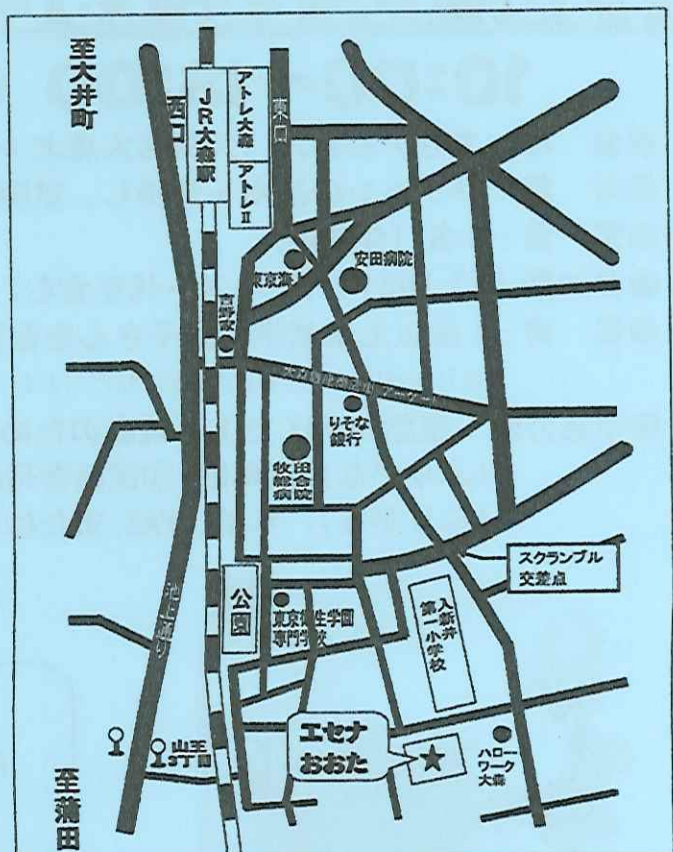 至大井町
西口
JR大森駅
アトレ大森
アトレⅡ
東口
東京海上
安田病院
吉野家
りそな
銀行
牧田
総合
病院
スクランブル
交差点
公園
東京衛生学園
専門学校
入新井
第一小学校
池上通り
エセナ
おおた
ハロー
ワーク
大森
山王
3丁目
至蒲田